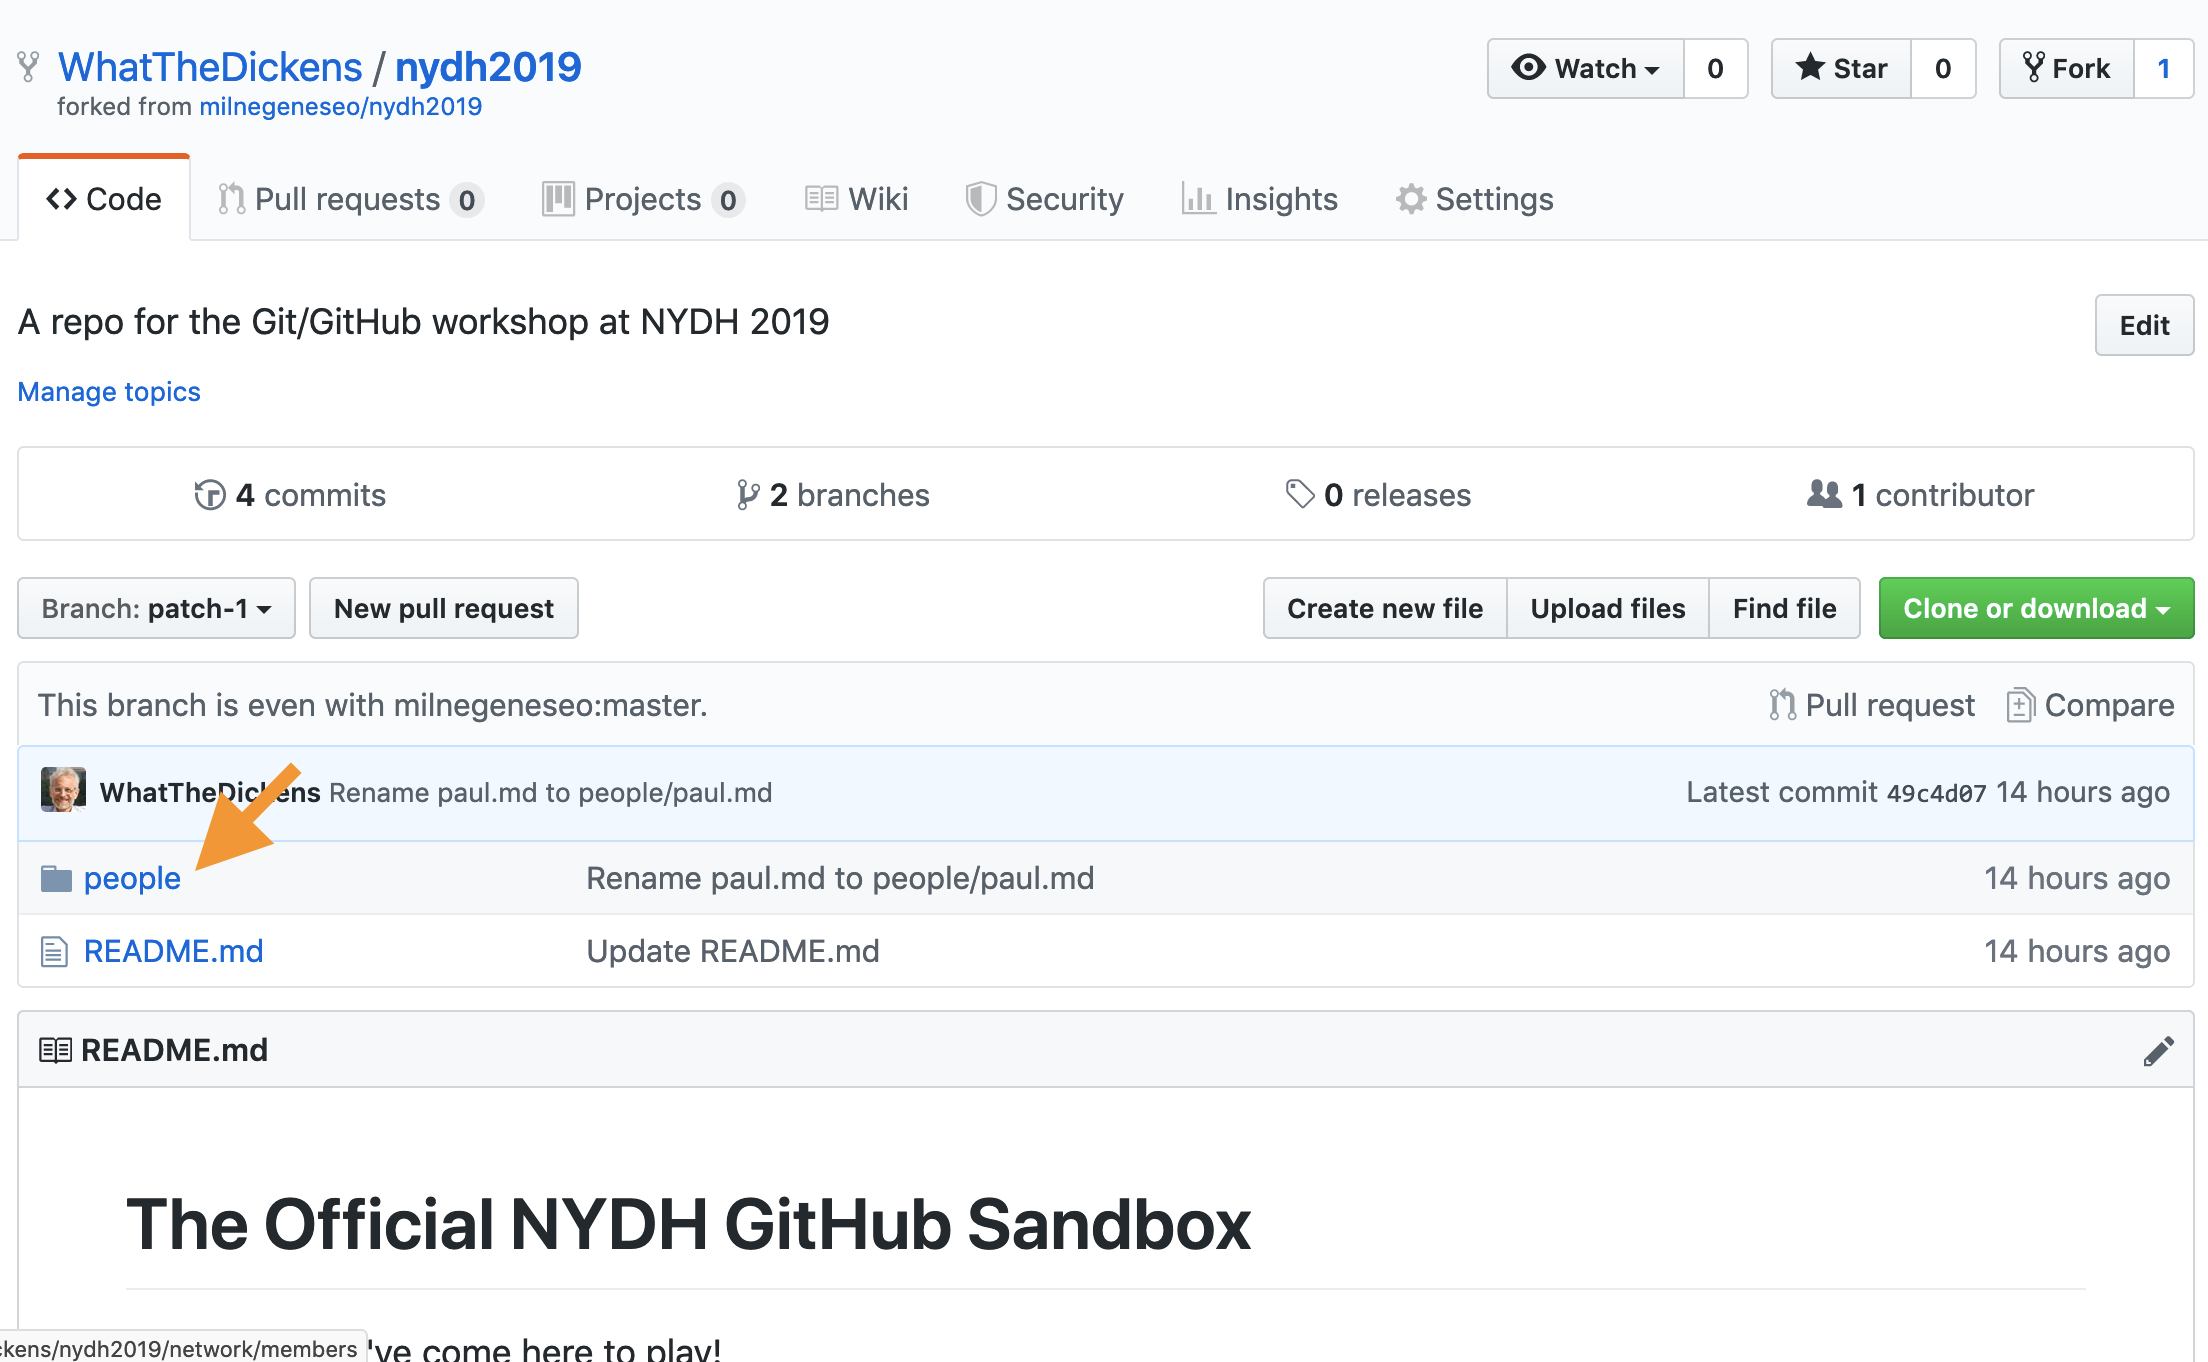 WhatTheDickens / nydh2019
Watch 0
Star 0
Fork 1
forked from milnegeneseo/nydh2019
Code
Pull requests 0
Projects 0
Wiki
Security
Insights
Settings
A repo for the Git/GitHub workshop at NYDH 2019
Edit
Manage topics
4 commits
2 branches
0 releases
1 contributor
Branch: patch-1
New pull request
Create new file
Upload files
Find file
Clone or download
This branch is even with milnegeneseo:master.
Pull request
Compare
WhatTheDickens Rename paul.md to people/paul.md
Latest commit 49c4d07 14 hours ago
people
Rename paul.md to people/paul.md
14 hours ago
README.md
Update README.md
14 hours ago
README.md
The Official NYDH GitHub Sandbox
've come here to play!
ckens/nydh2019/network/members